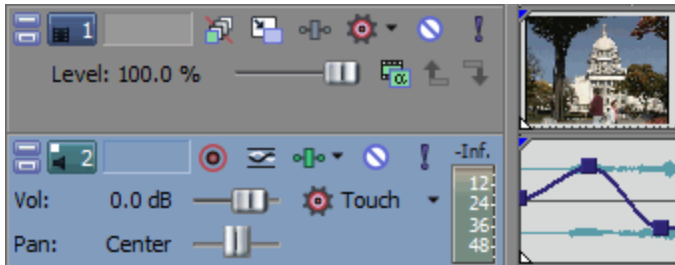 1
Level: 100.0 %
α
2
-Inf.
Vol: 0.0 dB Touch
12
24
Pan: Center
36
48